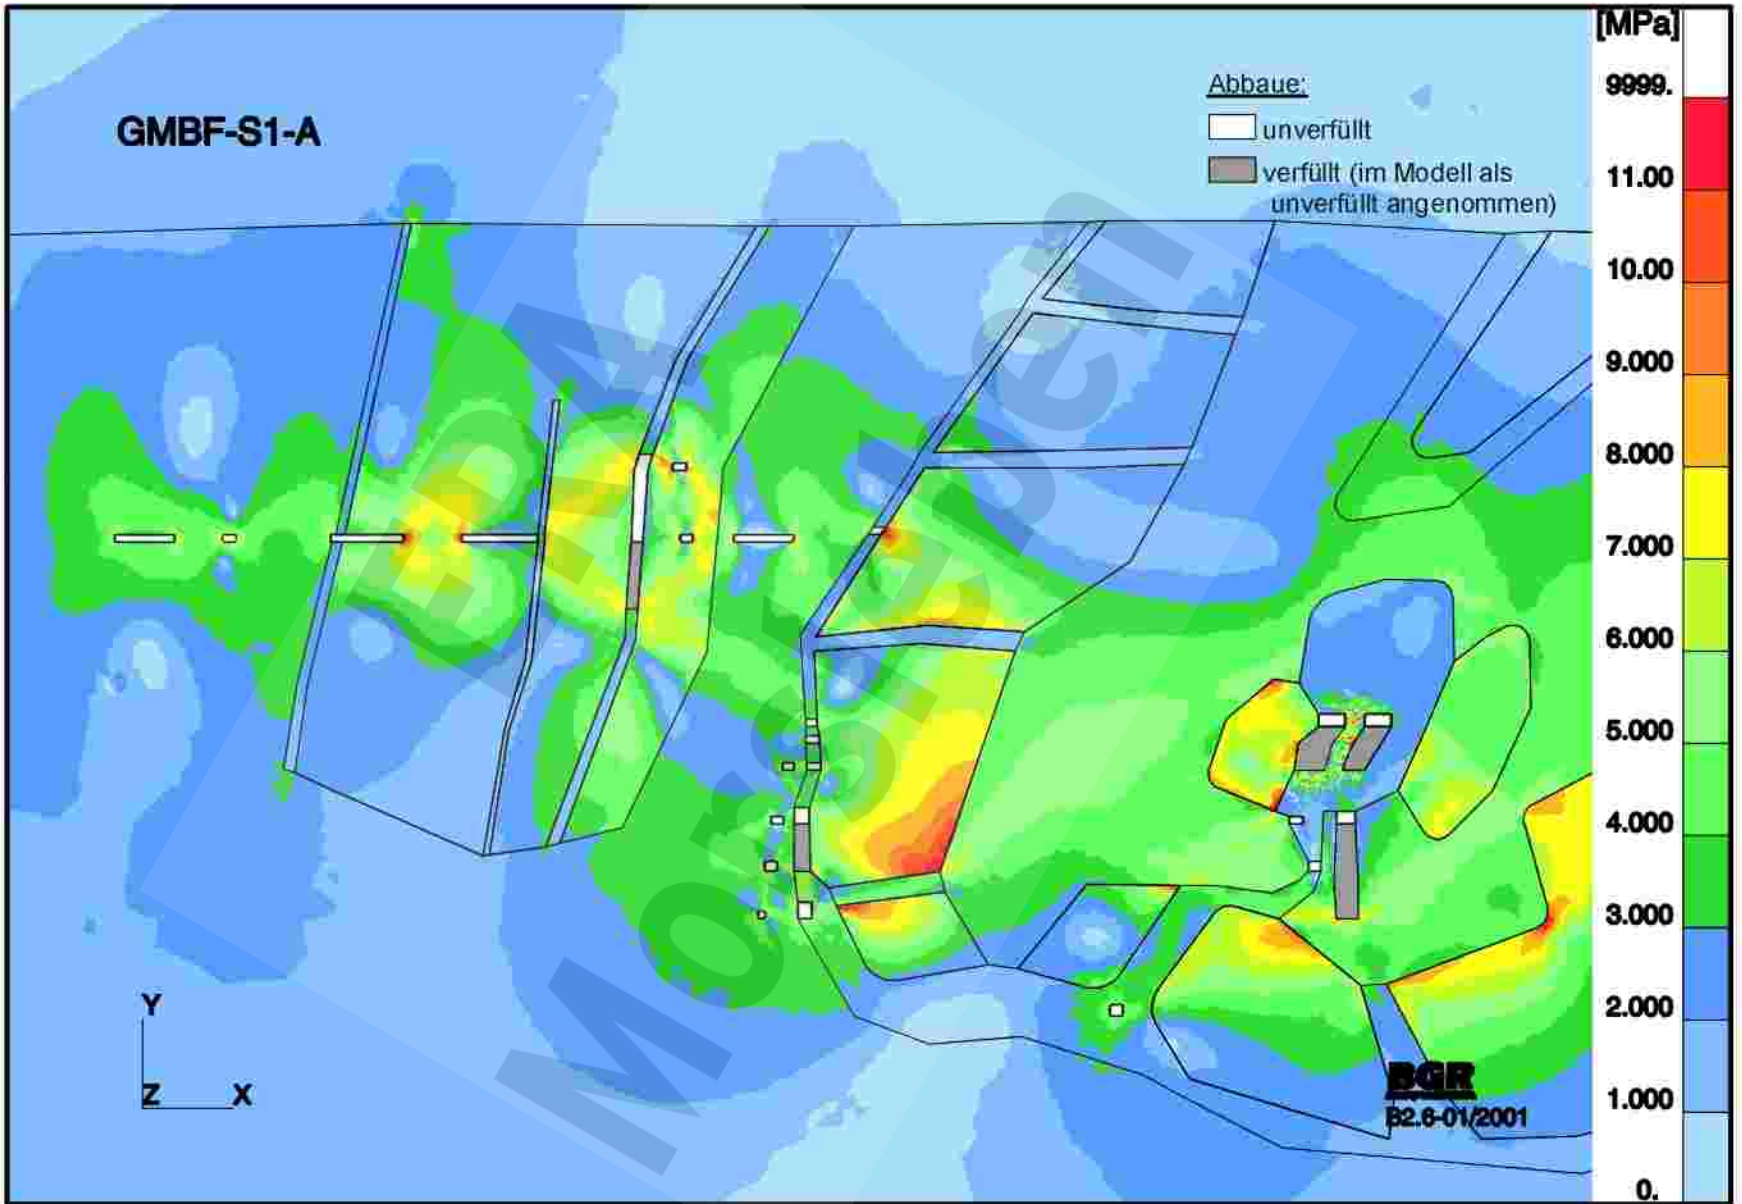 GMBF-S1-A
Abbaue:
unverfüllt
verfüllt (im Modell als
unverfüllt angenommen)
[MPa]
9999.
11.00
10.00
9.000
8.000
7.000
6.000
5.000
4.000
3.000
2.000
1.000
0.
Y
Z X
BGR
B2.6-01/2001
ERA
Morsleben